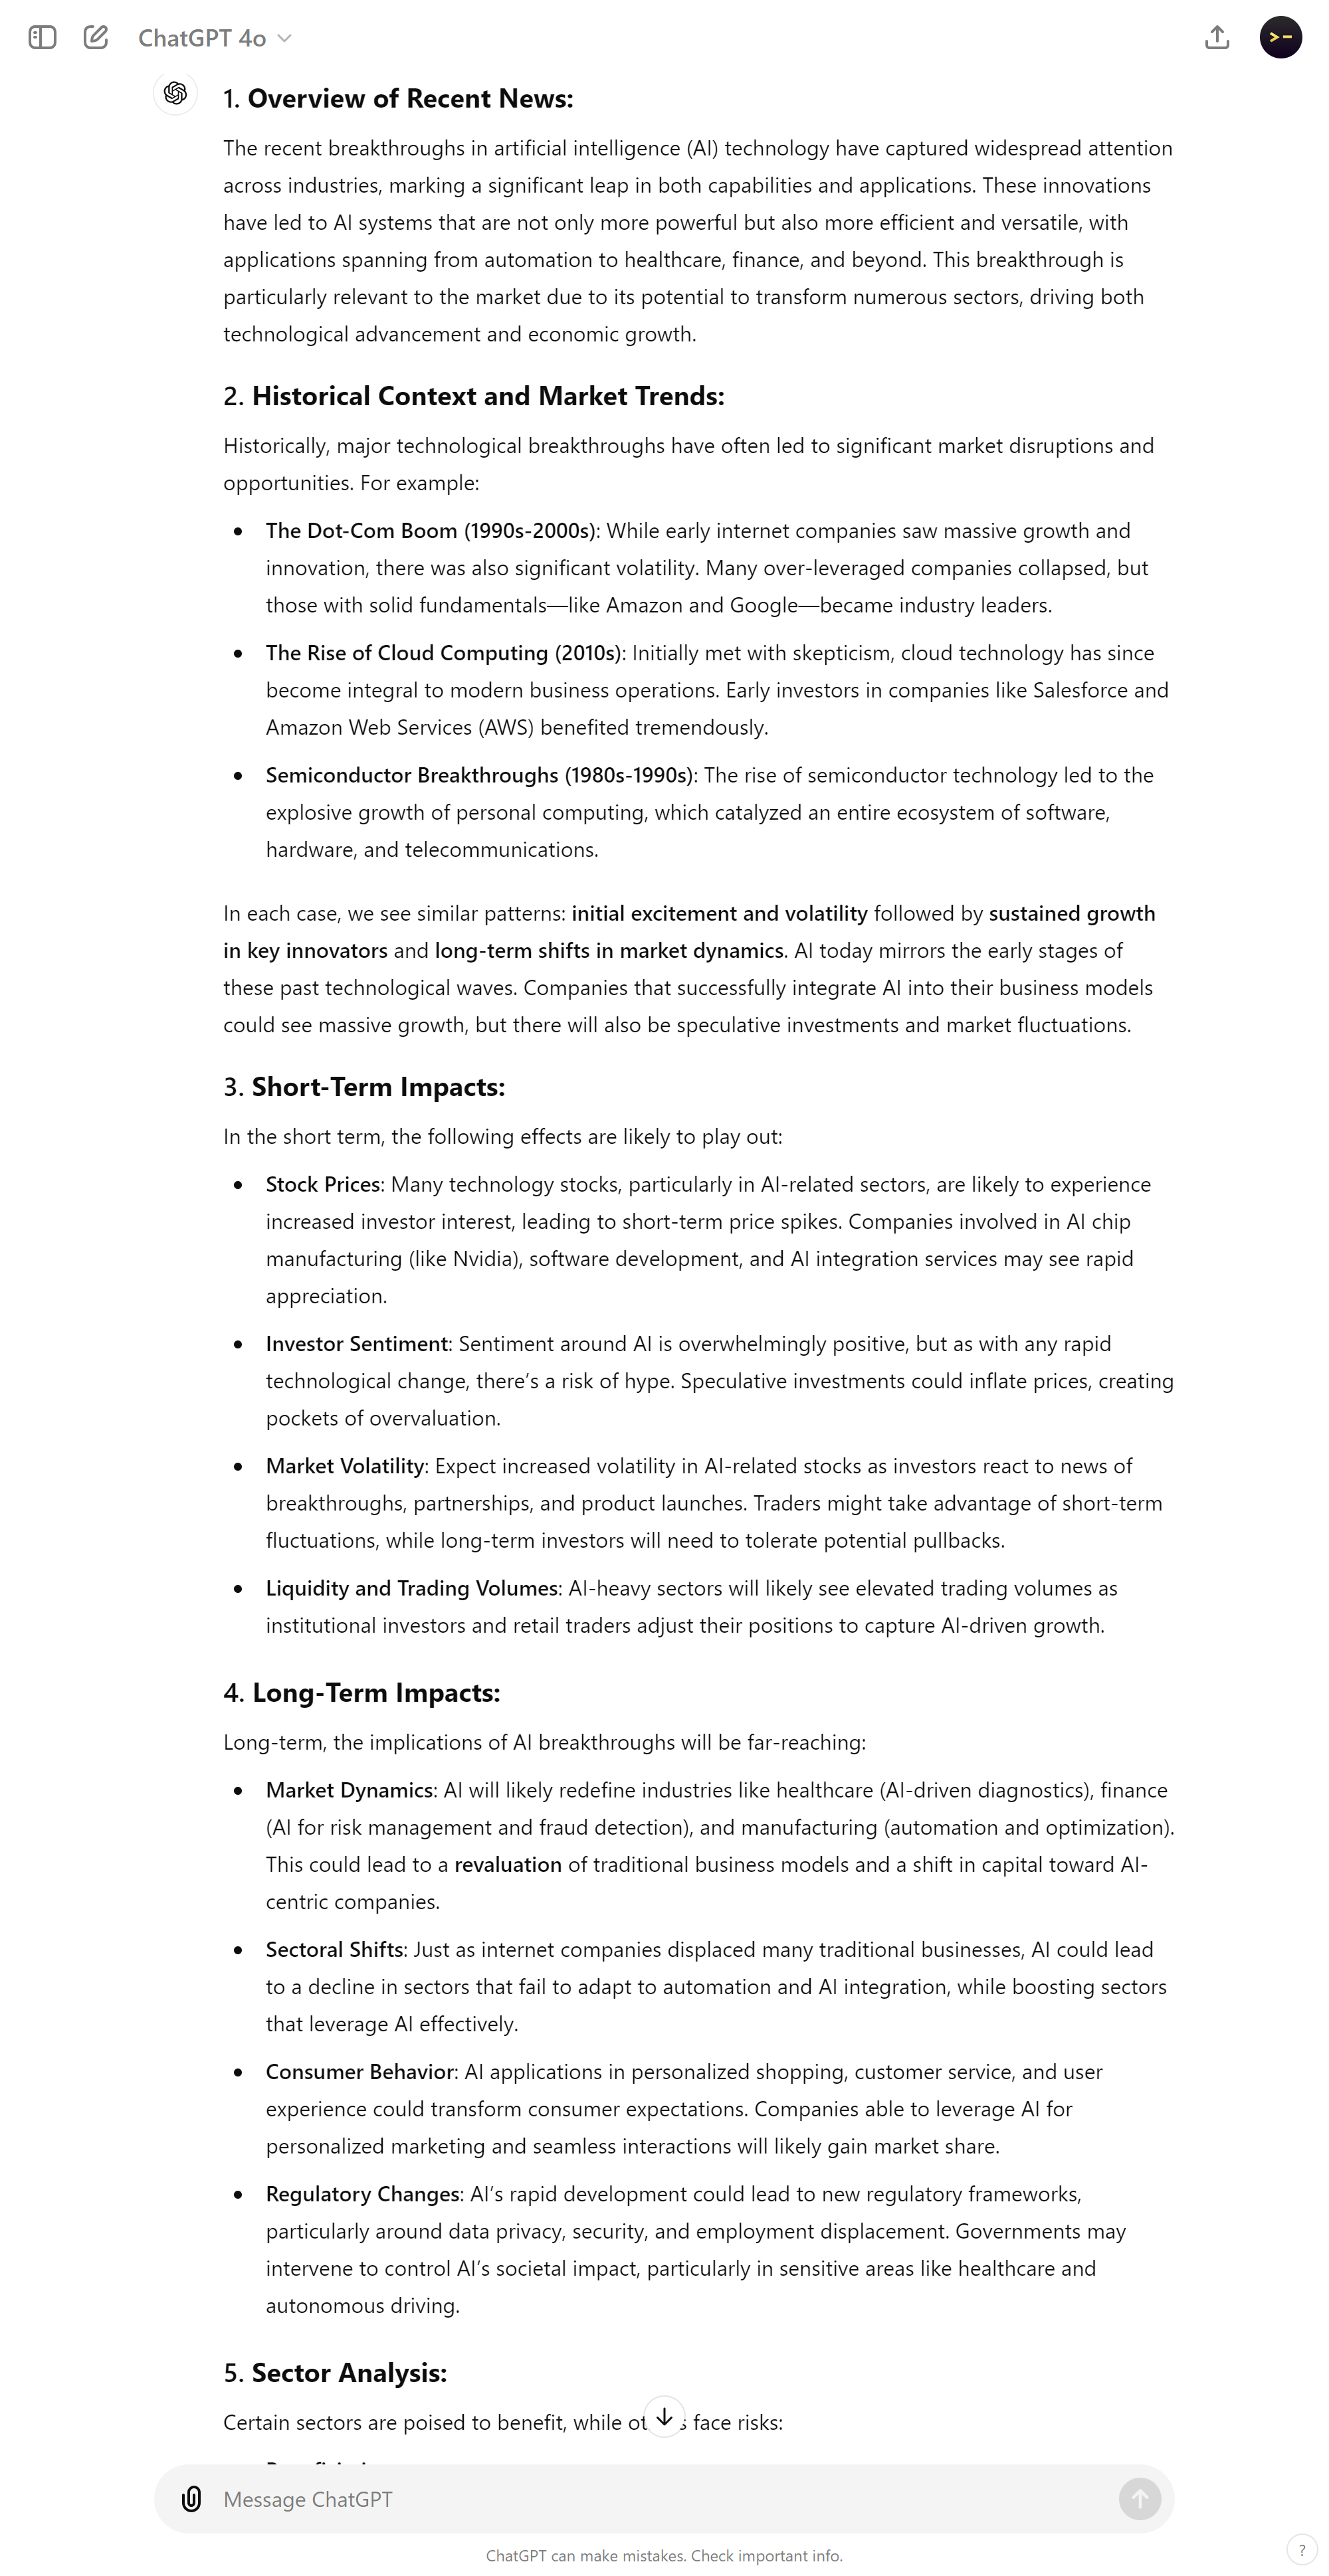 ChatGPT 4o
1. Overview of Recent News:
The recent breakthroughs in artificial intelligence (AI) technology have captured widespread attention
across industries, marking a significant leap in both capabilities and applications. These innovations
have led to AI systems that are not only more powerful but also more efficient and versatile, with
applications spanning from automation to healthcare, finance, and beyond. This breakthrough is
particularly relevant to the market due to its potential to transform numerous sectors, driving both
technological advancement and economic growth.
2. Historical Context and Market Trends:
Historically, major technological breakthroughs have often led to significant market disruptions and
opportunities. For example:
• The Dot-Com Boom (1990s-2000s): While early internet companies saw massive growth and
innovation, there was also significant volatility. Many over-leveraged companies collapsed, but
those with solid fundamentals—like Amazon and Google—became industry leaders.
• The Rise of Cloud Computing (2010s): Initially met with skepticism, cloud technology has since
become integral to modern business operations. Early investors in companies like Salesforce and
Amazon Web Services (AWS) benefited tremendously.
• Semiconductor Breakthroughs (1980s-1990s): The rise of semiconductor technology led to the
explosive growth of personal computing, which catalyzed an entire ecosystem of software,
hardware, and telecommunications.
In each case, we see similar patterns: initial excitement and volatility followed by sustained growth
in key innovators and long-term shifts in market dynamics. AI today mirrors the early stages of
these past technological waves. Companies that successfully integrate AI into their business models
could see massive growth, but there will also be speculative investments and market fluctuations.
3. Short-Term Impacts:
In the short term, the following effects are likely to play out:
• Stock Prices: Many technology stocks, particularly in AI-related sectors, are likely to experience
increased investor interest, leading to short-term price spikes. Companies involved in AI chip
manufacturing (like Nvidia), software development, and AI integration services may see rapid
appreciation.
• Investor Sentiment: Sentiment around AI is overwhelmingly positive, but as with any rapid
technological change, there's a risk of hype. Speculative investments could inflate prices, creating
pockets of overvaluation.
• Market Volatility: Expect increased volatility in AI-related stocks as investors react to news of
breakthroughs, partnerships, and product launches. Traders might take advantage of short-term
fluctuations, while long-term investors will need to tolerate potential pullbacks.
• Liquidity and Trading Volumes: AI-heavy sectors will likely see elevated trading volumes as
institutional investors and retail traders adjust their positions to capture AI-driven growth.
4. Long-Term Impacts:
Long-term, the implications of AI breakthroughs will be far-reaching:
• Market Dynamics: AI will likely redefine industries like healthcare (AI-driven diagnostics), finance
(AI for risk management and fraud detection), and manufacturing (automation and optimization).
This could lead to a revaluation of traditional business models and a shift in capital toward AI-
centric companies.
• Sectoral Shifts: Just as internet companies displaced many traditional businesses, AI could lead
to a decline in sectors that fail to adapt to automation and AI integration, while boosting sectors
that leverage AI effectively.
• Consumer Behavior: AI applications in personalized shopping, customer service, and user
experience could transform consumer expectations. Companies able to leverage AI for
personalized marketing and seamless interactions will likely gain market share.
• Regulatory Changes: AI's rapid development could lead to new regulatory frameworks,
particularly around data privacy, security, and employment displacement. Governments may
intervene to control AI's societal impact, particularly in sensitive areas like healthcare and
autonomous driving.
5. Sector Analysis:
Certain sectors are poised to benefit, while face risks:
Message ChatGPT
ChatGPT can make mistakes. Check important info.
?